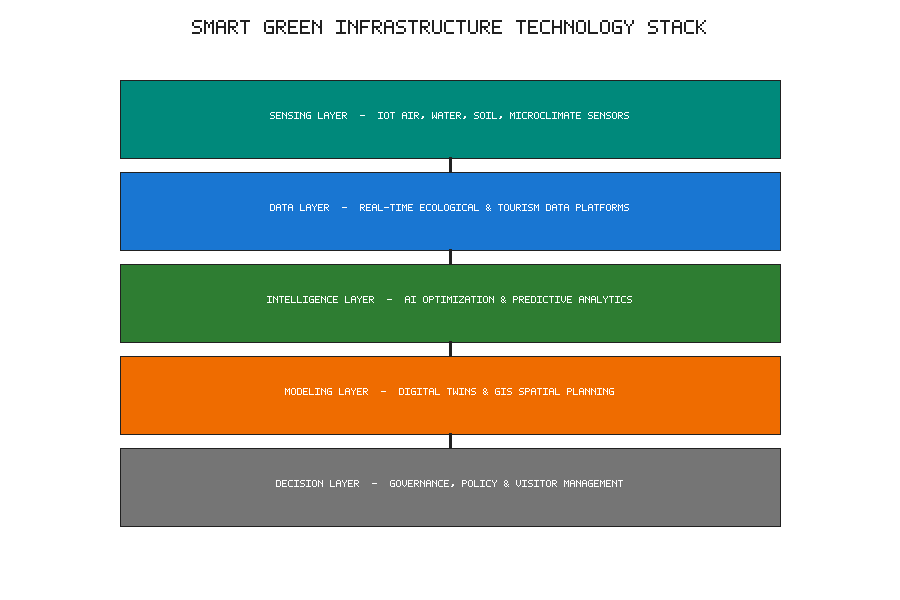 SMART GREEN INFRASTRUCTURE TECHNOLOGY STACK
SENSING LAYER – IOT AIR, WATER, SOIL, MICROCLIMATE SENSORS
DATA LAYER – REAL-TIME ECOLOGICAL & TOURISM DATA PLATFORMS
INTELLIGENCE LAYER – AI OPTIMIZATION & PREDICTIVE ANALYTICS
MODELING LAYER – DIGITAL TWINS & GIS SPATIAL PLANNING
DECISION LAYER – GOVERNANCE, POLICY & VISITOR MANAGEMENT